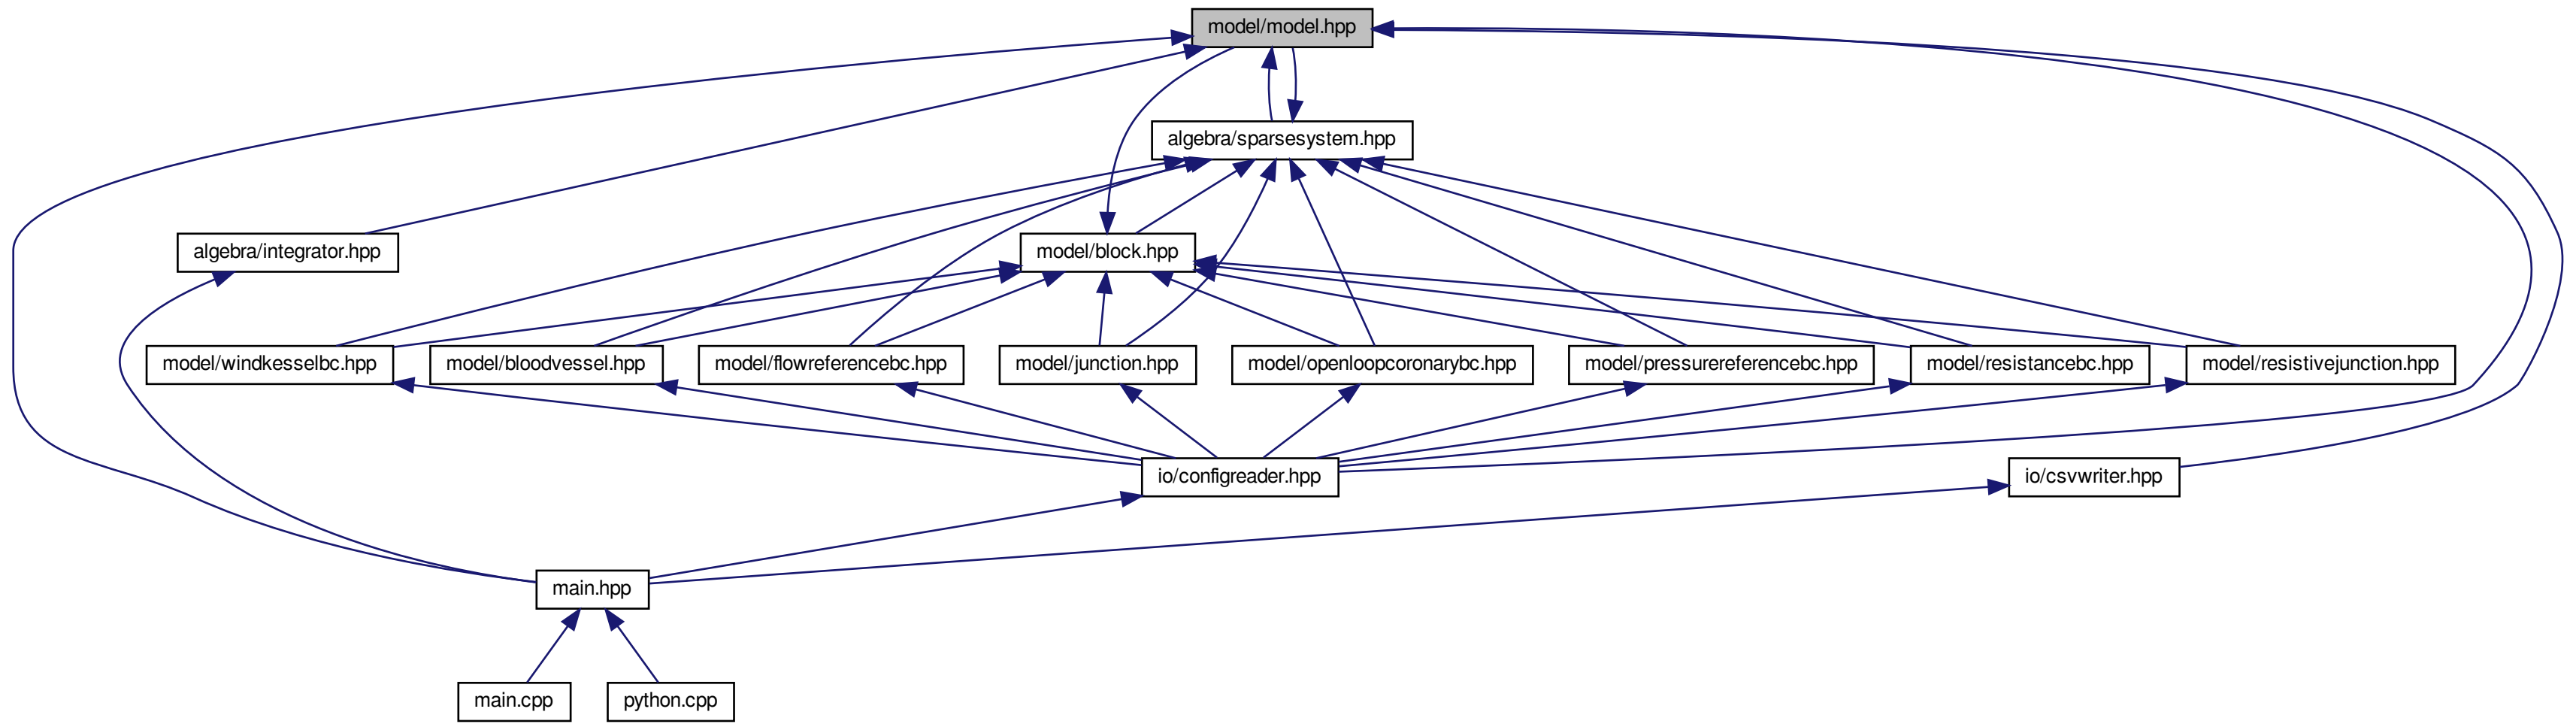 model/model.hpp
algebra/sparsesystem.hpp
algebra/integrator.hpp
model/block.hpp
model/windkesselbc.hpp
model/bloodvessel.hpp
model/flowreferencebc.hpp
model/junction.hpp
model/openloopcoronarybc.hpp
model/pressurereferencebc.hpp
model/resistancebc.hpp
model/resistivejunction.hpp
io/configreader.hpp
io/csvwriter.hpp
main.hpp
main.cpp
python.cpp